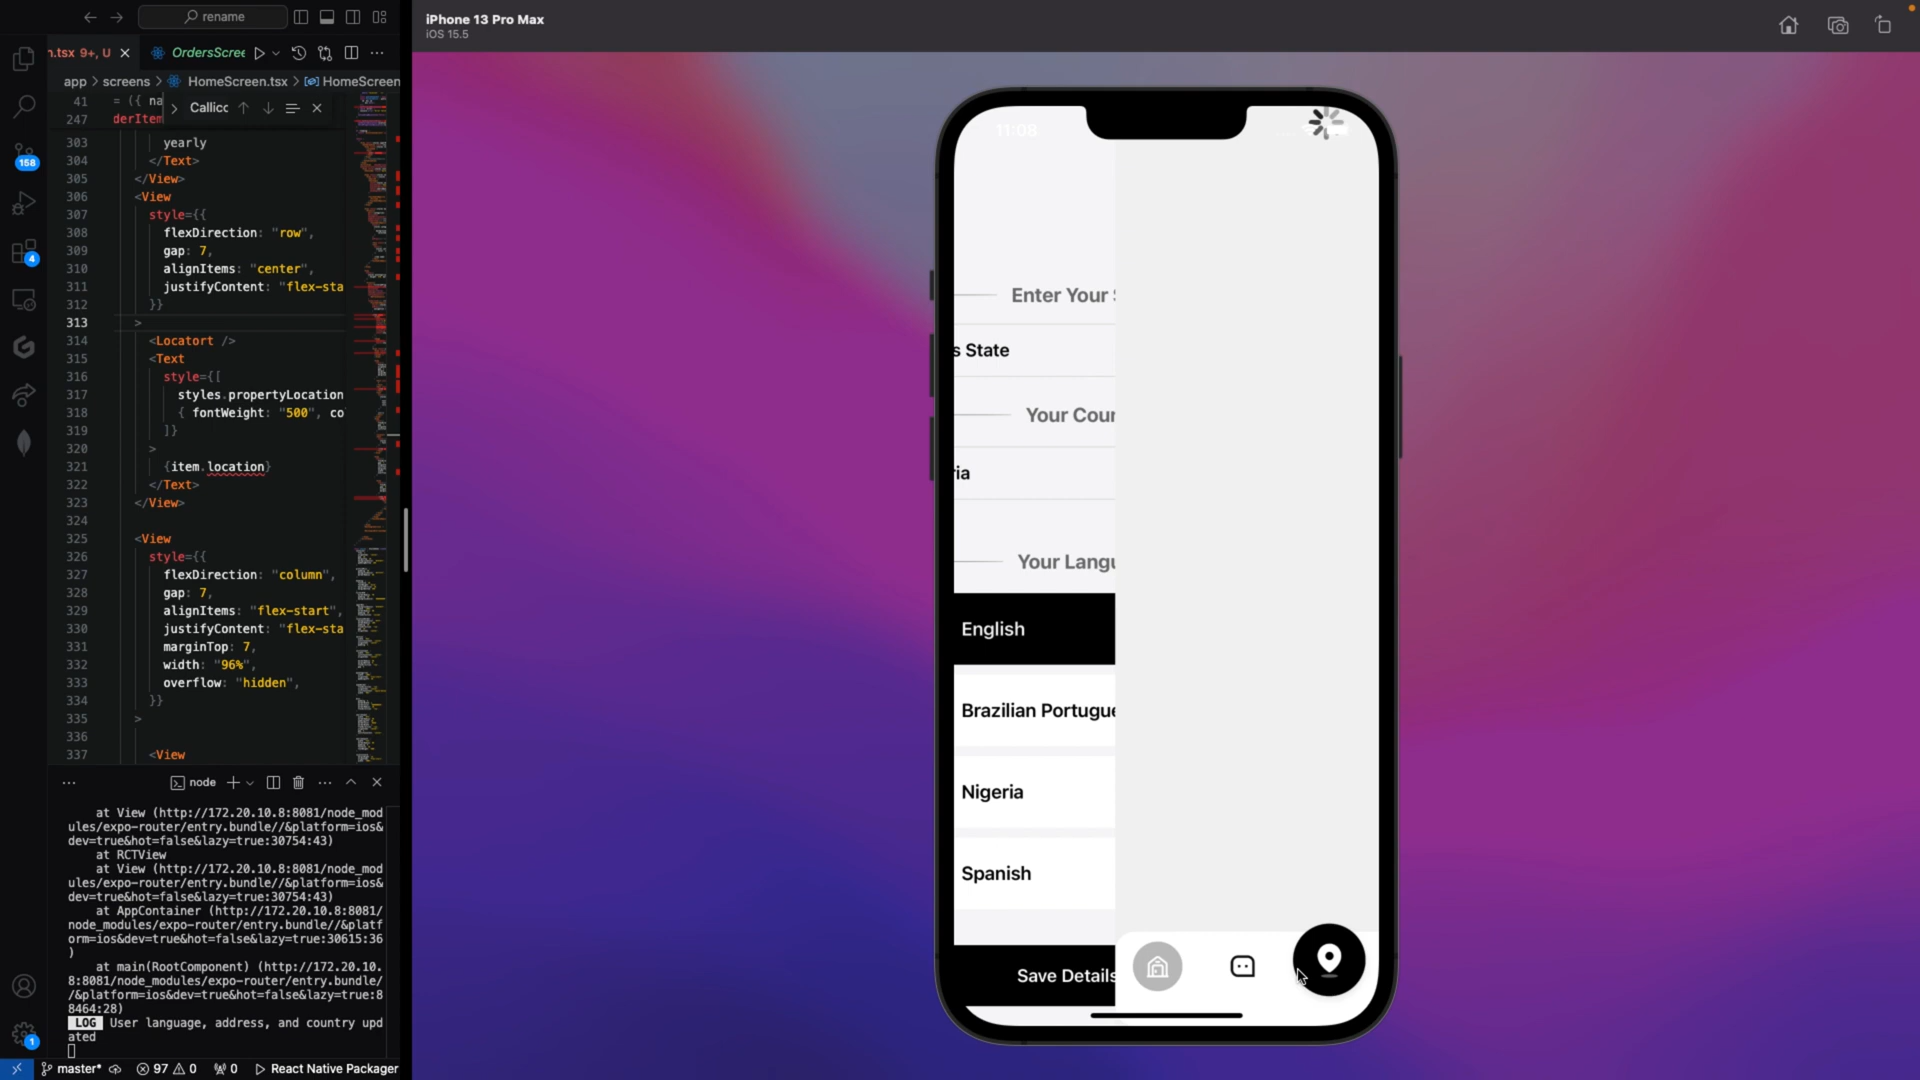 rename
iPhone 13 Pro Max
iOS 15.5
n.tsx 9+, U
OrdersScree
app > screens > HomeScreen.tsx > HomeScreen
41 = ({ na
Callicc
247 derItem
303 yearly
304 </Text>
305 </View>
306 <View
307 style={{
308 flexDirection: "row",
309 gap: 7,
310 alignItems: "center",
311 justifyContent: "flex-sta
312 }}
313 >
314 <Locatort />
315 <Text
316 style={[
317 styles.propertyLocation
318 { fontWeight: "500", co
319 ]}
320 >
321 {item.location}
322 </Text>
323 </View>
324
325 <View
326 style={{
327 flexDirection: "column",
328 gap: 7,
329 alignItems: "flex-start",
330 justifyContent: "flex-sta
331 marginTop: 7,
332 width: "96%",
333 overflow: "hidden",
334 }}
335 >
336
337 <View
158
4
node
at View (http://172.20.10.8:8081/node_mod
ules/expo-router/entry.bundle//&platform=ios&
dev=true&hot=false&lazy=true:30754:43)
at RCTView
at View (http://172.20.10.8:8081/node_mod
ules/expo-router/entry.bundle//&platform=ios&
dev=true&hot=false&lazy=true:30754:43)
at AppContainer (http://172.20.10.8:8081/
node_modules/expo-router/entry.bundle//&platf
orm=ios&dev=true&hot=false&lazy=true:30615:36
)
at main(RootComponent) (http://172.20.10.
8:8081/node_modules/expo-router/entry.bundle/
/&platform=ios&dev=true&hot=false&lazy=true:8
8464:28)
LOG User language, address, and country upd
ated
1
master* 97 0 0 React Native Packager
11:08
Enter Your S
s State
Your Coun
ria
Your Langu
English
Brazilian Portugue
Nigeria
Spanish
Save Details